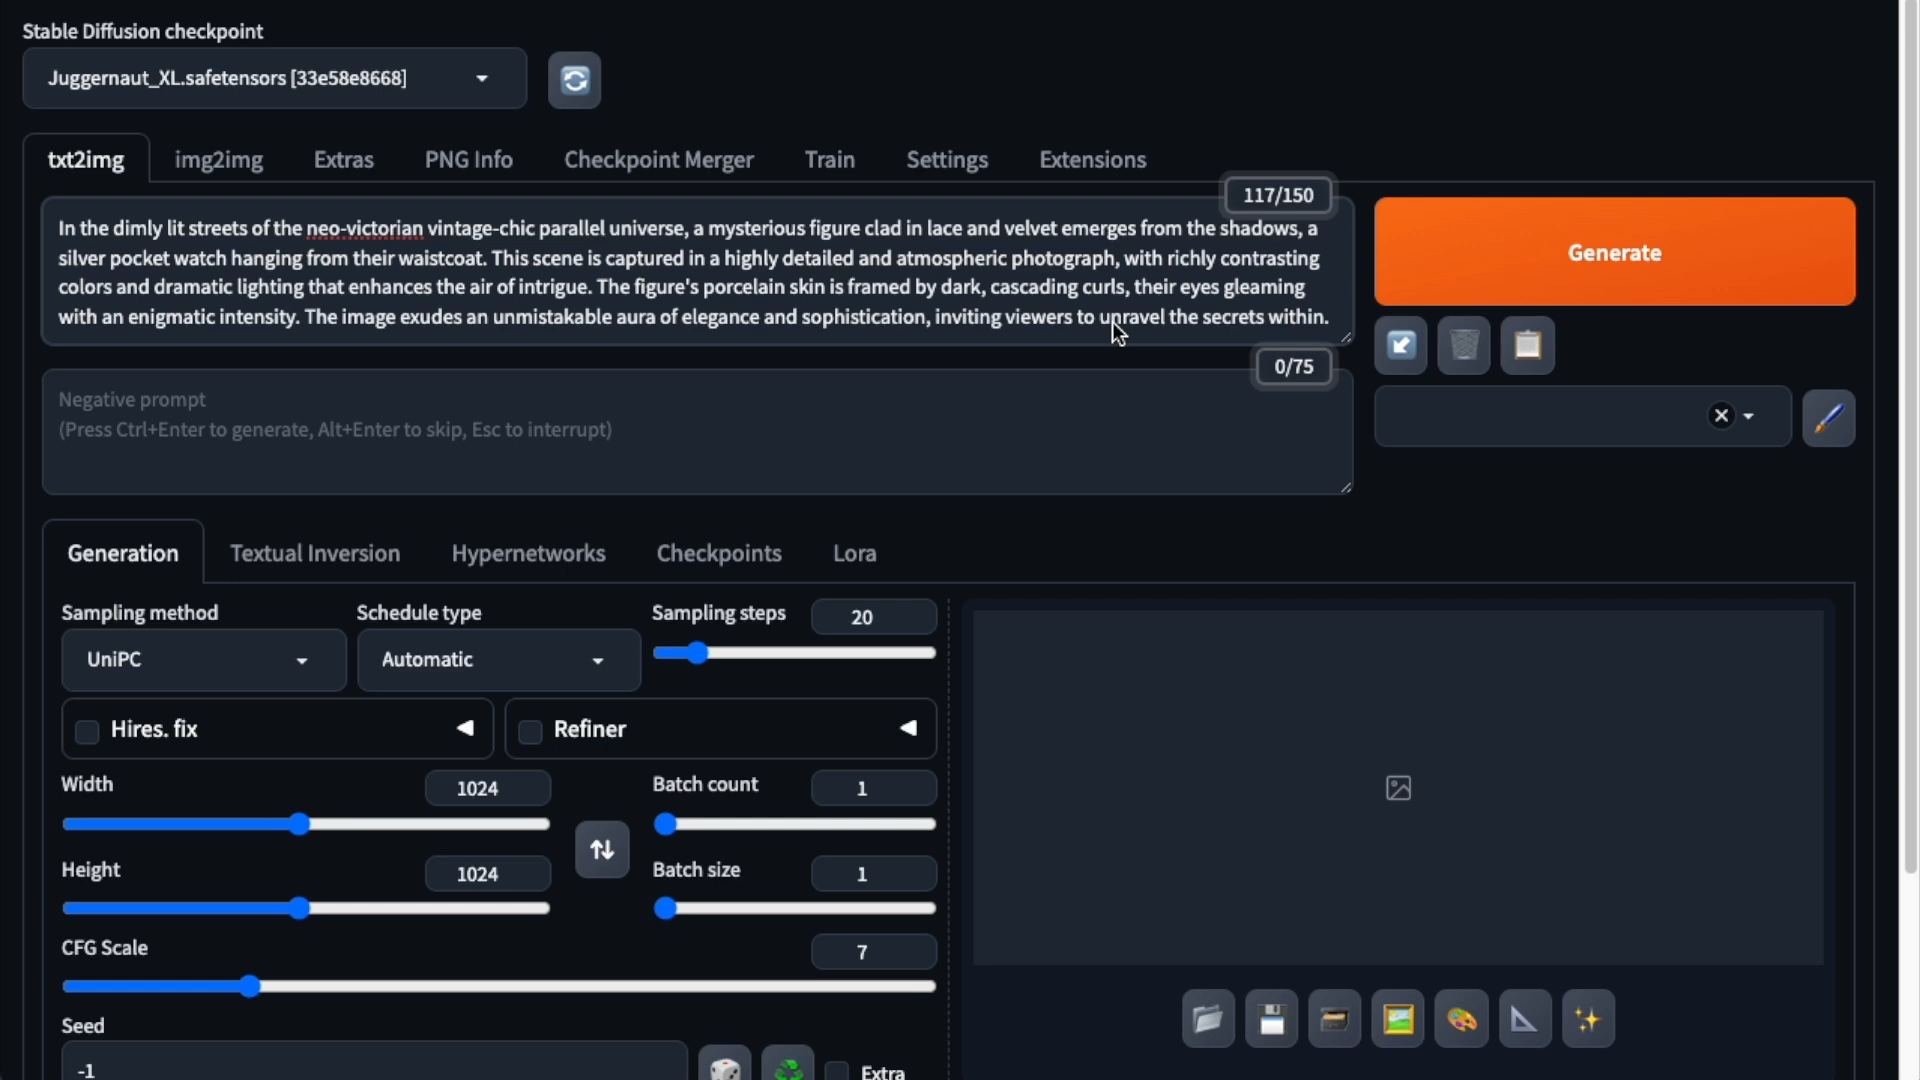 Stable Diffusion checkpoint
Juggernaut_XL.safetensors [33e58e8668]
txt2img img2img Extras PNG Info Checkpoint Merger Train Settings Extensions
117/150
In the dimly lit streets of the neo-victorian vintage-chic parallel universe, a mysterious figure clad in lace and velvet emerges from the shadows, a
silver pocket watch hanging from their waistcoat. This scene is captured in a highly detailed and atmospheric photograph, with richly contrasting
colors and dramatic lighting that enhances the air of intrigue. The figure's porcelain skin is framed by dark, cascading curls, their eyes gleaming
with an enigmatic intensity. The image exudes an unmistakable aura of elegance and sophistication, inviting viewers to unravel the secrets within.
Generate
0/75
Negative prompt
(Press Ctrl+Enter to generate, Alt+Enter to skip, Esc to interrupt)
Generation Textual Inversion Hypernetworks Checkpoints Lora
Sampling method Schedule type Sampling steps 20
UniPC Automatic
Hires. fix Refiner
Width 1024 Batch count 1
Height 1024 Batch size 1
CFG Scale 7
Seed
-1 Extra